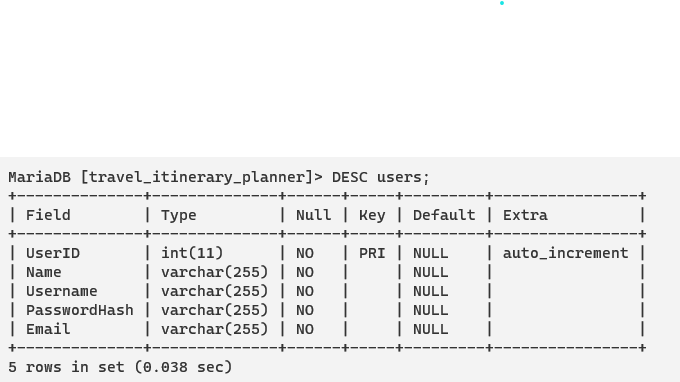 MariaDB [travel_itinerary_planner]> DESC users;
+--------------+--------------+------+-----+---------+----------------+
| Field        | Type         | Null | Key | Default | Extra          |
+--------------+--------------+------+-----+---------+----------------+
| UserID       | int(11)      | NO   | PRI | NULL    | auto_increment |
| Name         | varchar(255) | NO   |     | NULL    |                |
| Username     | varchar(255) | NO   |     | NULL    |                |
| PasswordHash | varchar(255) | NO   |     | NULL    |                |
| Email        | varchar(255) | NO   |     | NULL    |                |
+--------------+--------------+------+-----+---------+----------------+
5 rows in set (0.038 sec)